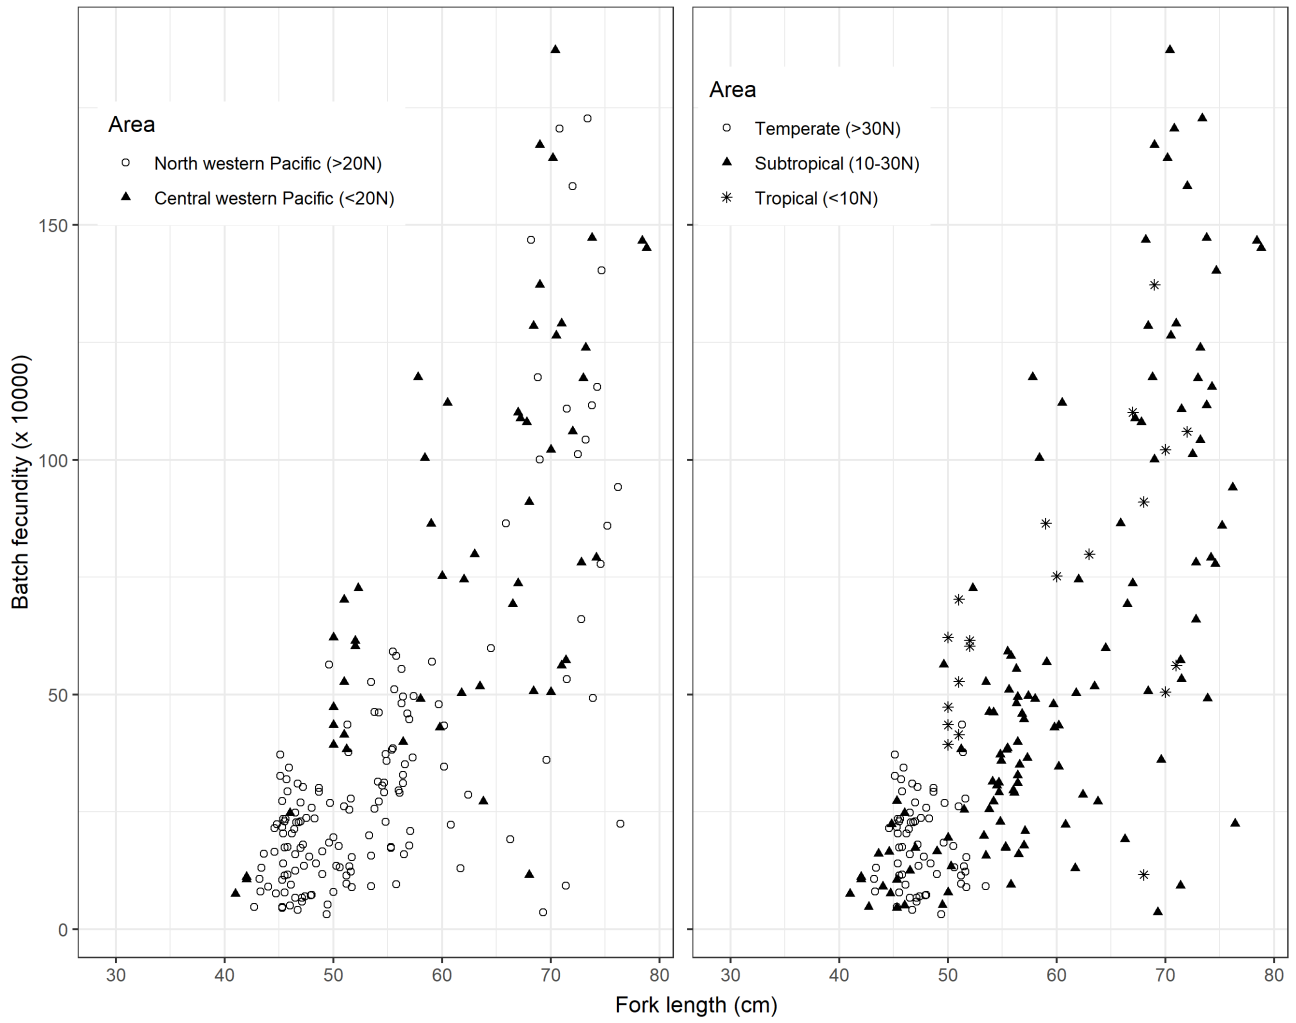 Area
North western Pacific (>20N)
Central western Pacific (<20N)
Area
Temperate (>30N)
Subtropical (10-30N)
Tropical (<10N)
Batch fecundity (x 10000)
150
100
50
0
30 40 50 60 70 80
30 40 50 60 70 80
Fork length (cm)